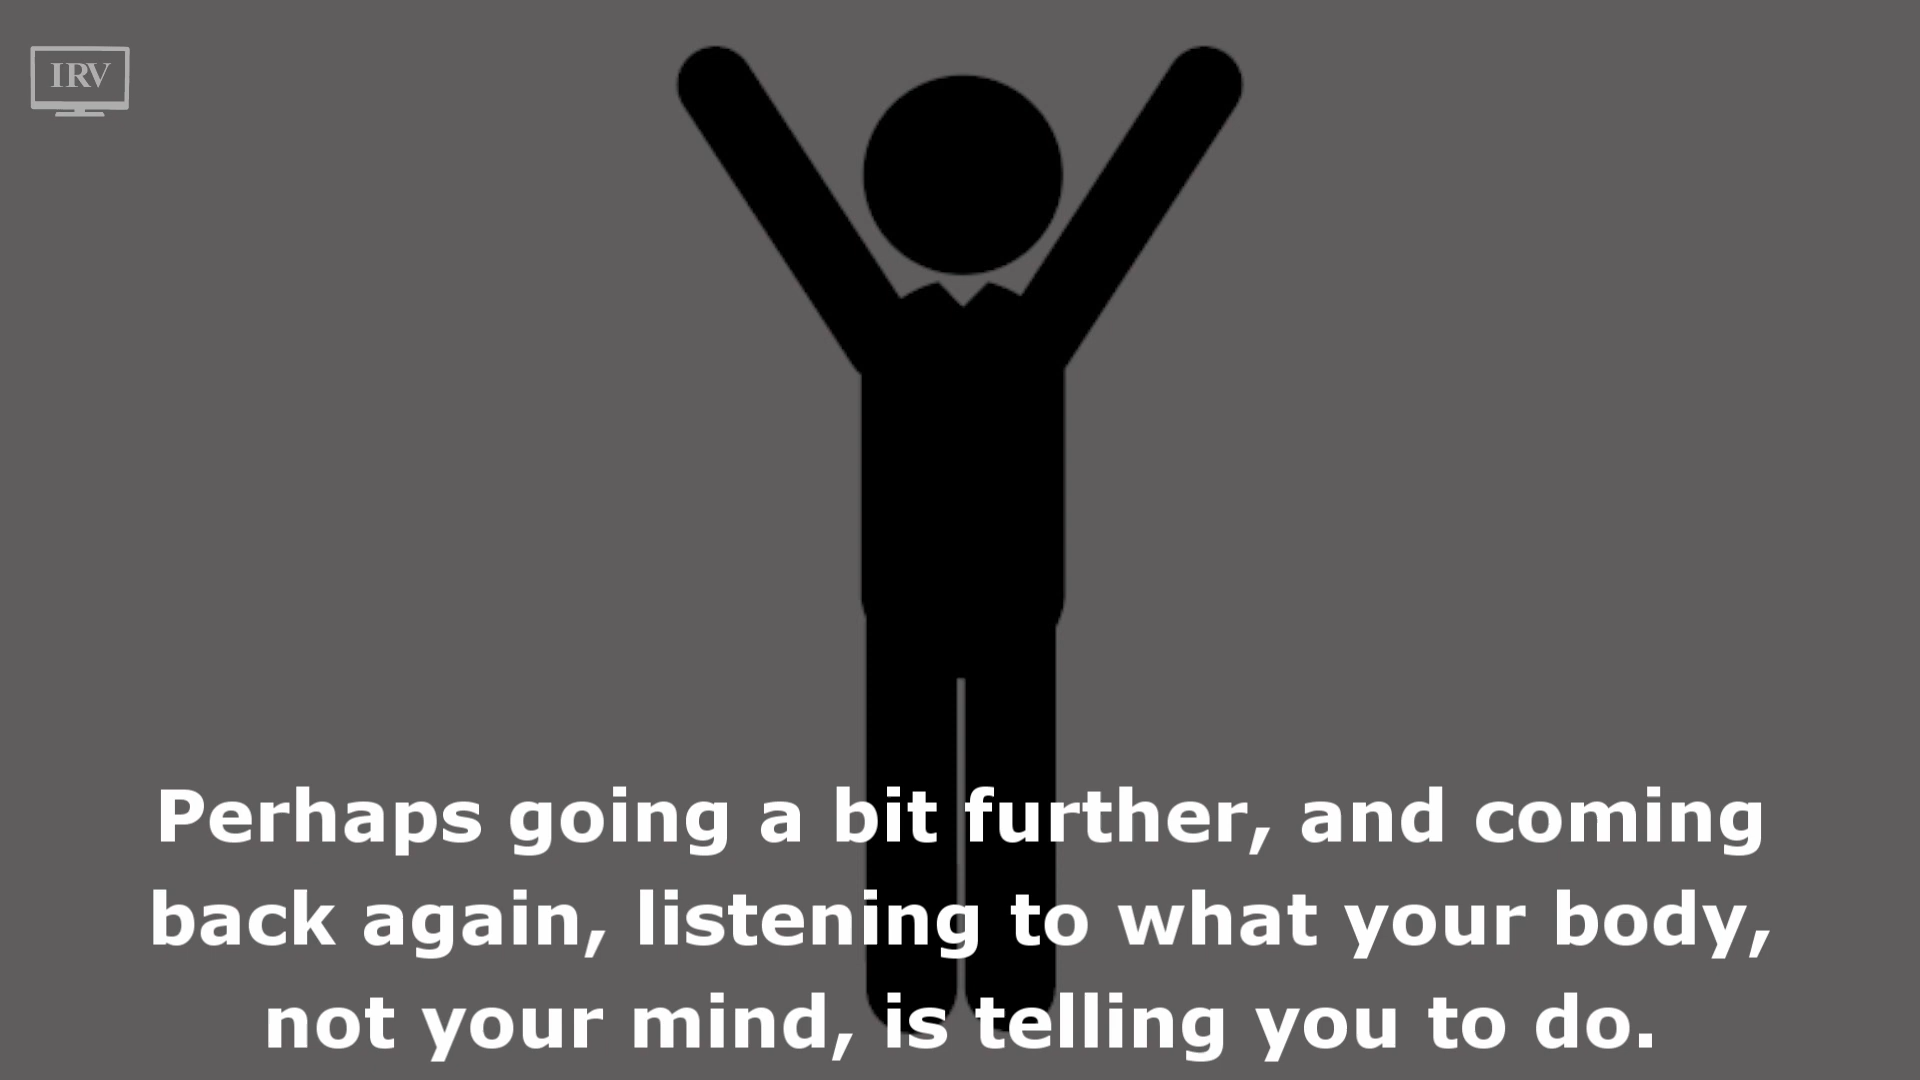 IRV
Perhaps going a bit further, and coming
back again, listening to what your body,
not your mind, is telling you to do.